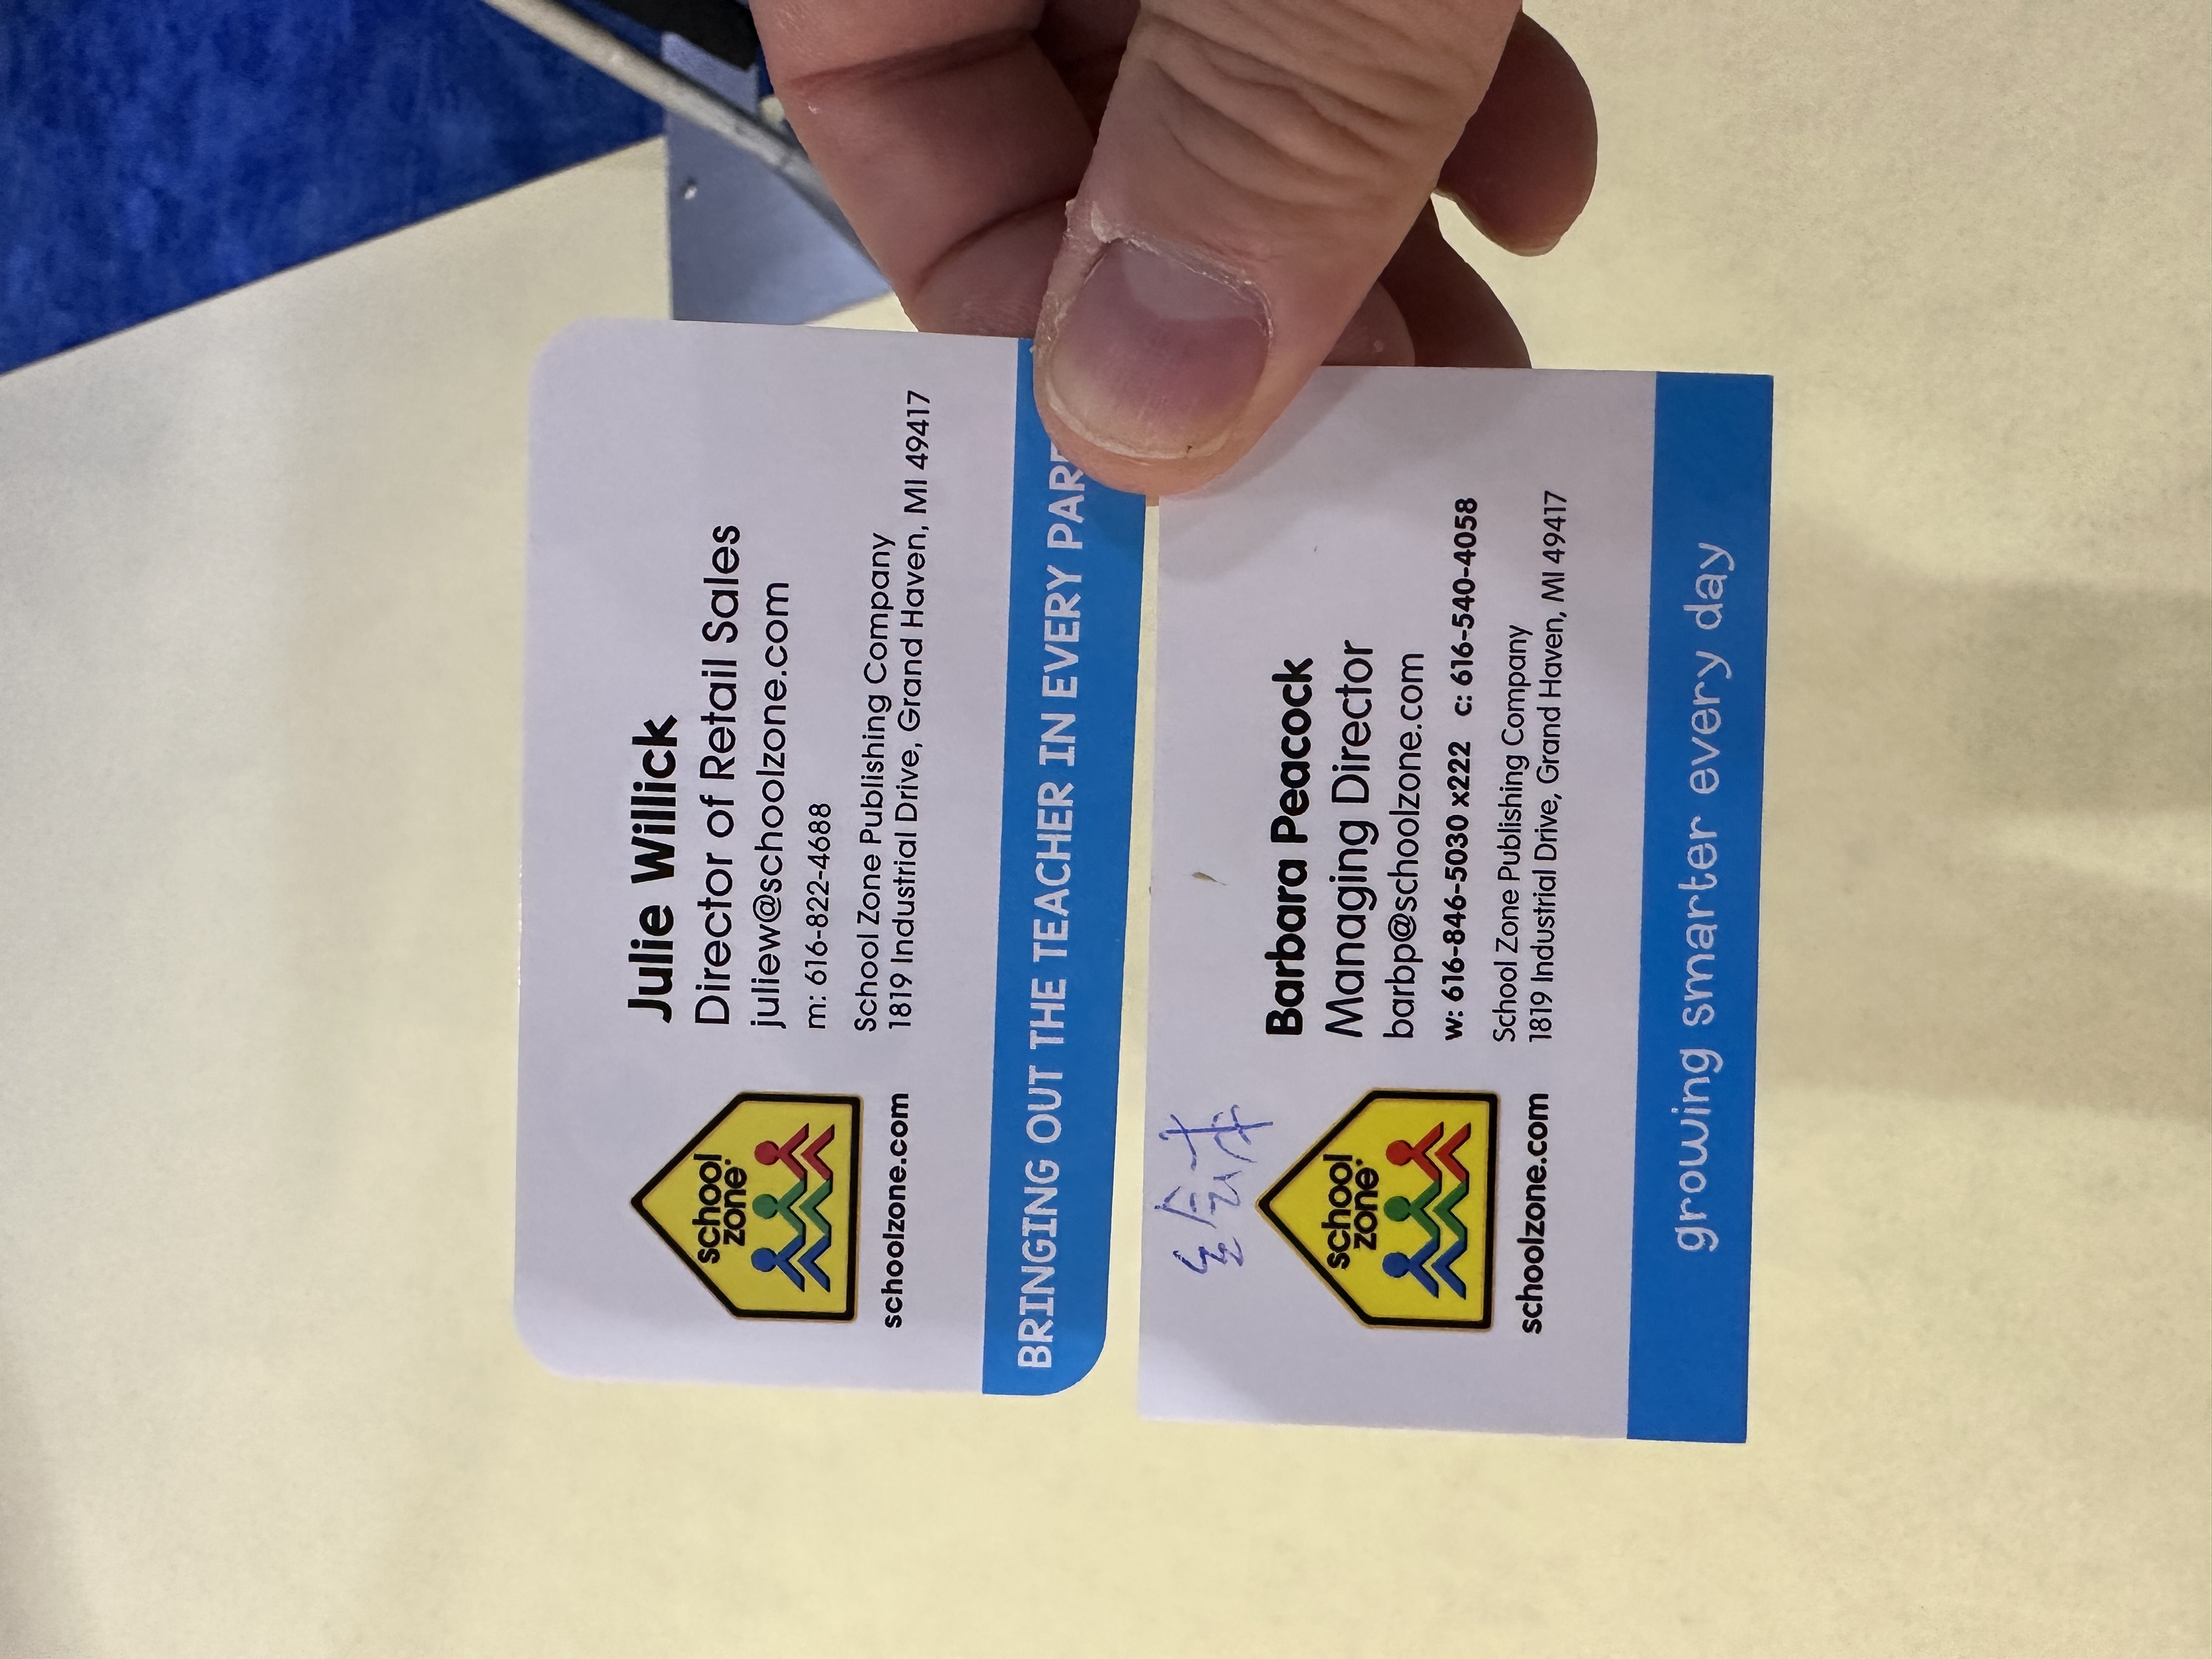 school
zone
schoolzone.com
Julie Willick
Director of Retail Sales
juliew@schoolzone.com
m: 616-822-4688
School Zone Publishing Company
1819 Industrial Drive, Grand Haven, MI 49417
BRINGING OUT THE TEACHER IN EVERY
绘本
school
zone
schoolzone.com
Barbara Peacock
Managing Director
barbp@schoolzone.com
w: 616-846-5030 x222 c: 616-540-4058
School Zone Publishing Company
1819 Industrial Drive, Grand Haven, MI 49417
growing smarter every day